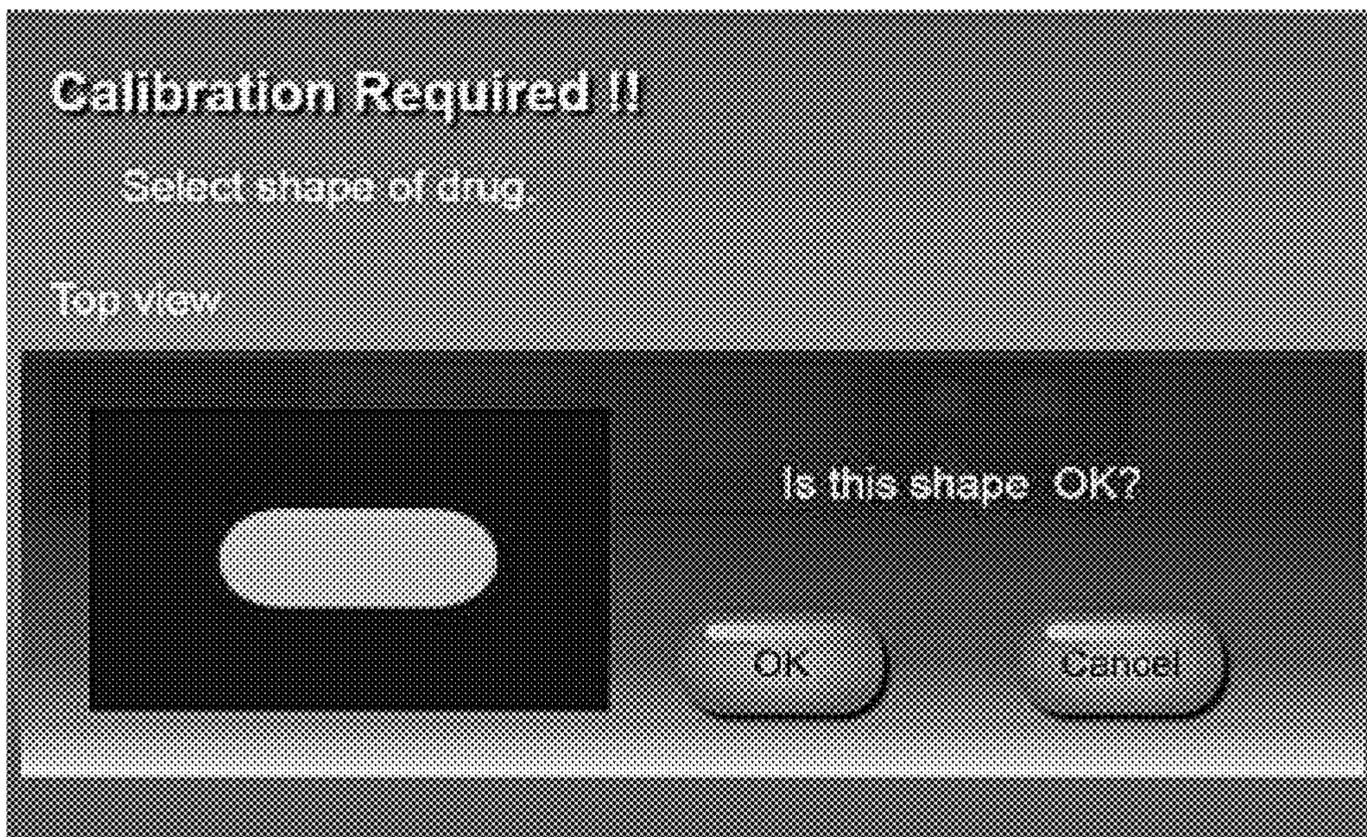 Calibration Required !!
Select shape of drug.
Top view
Is this shape  OK?
OK
Cancel